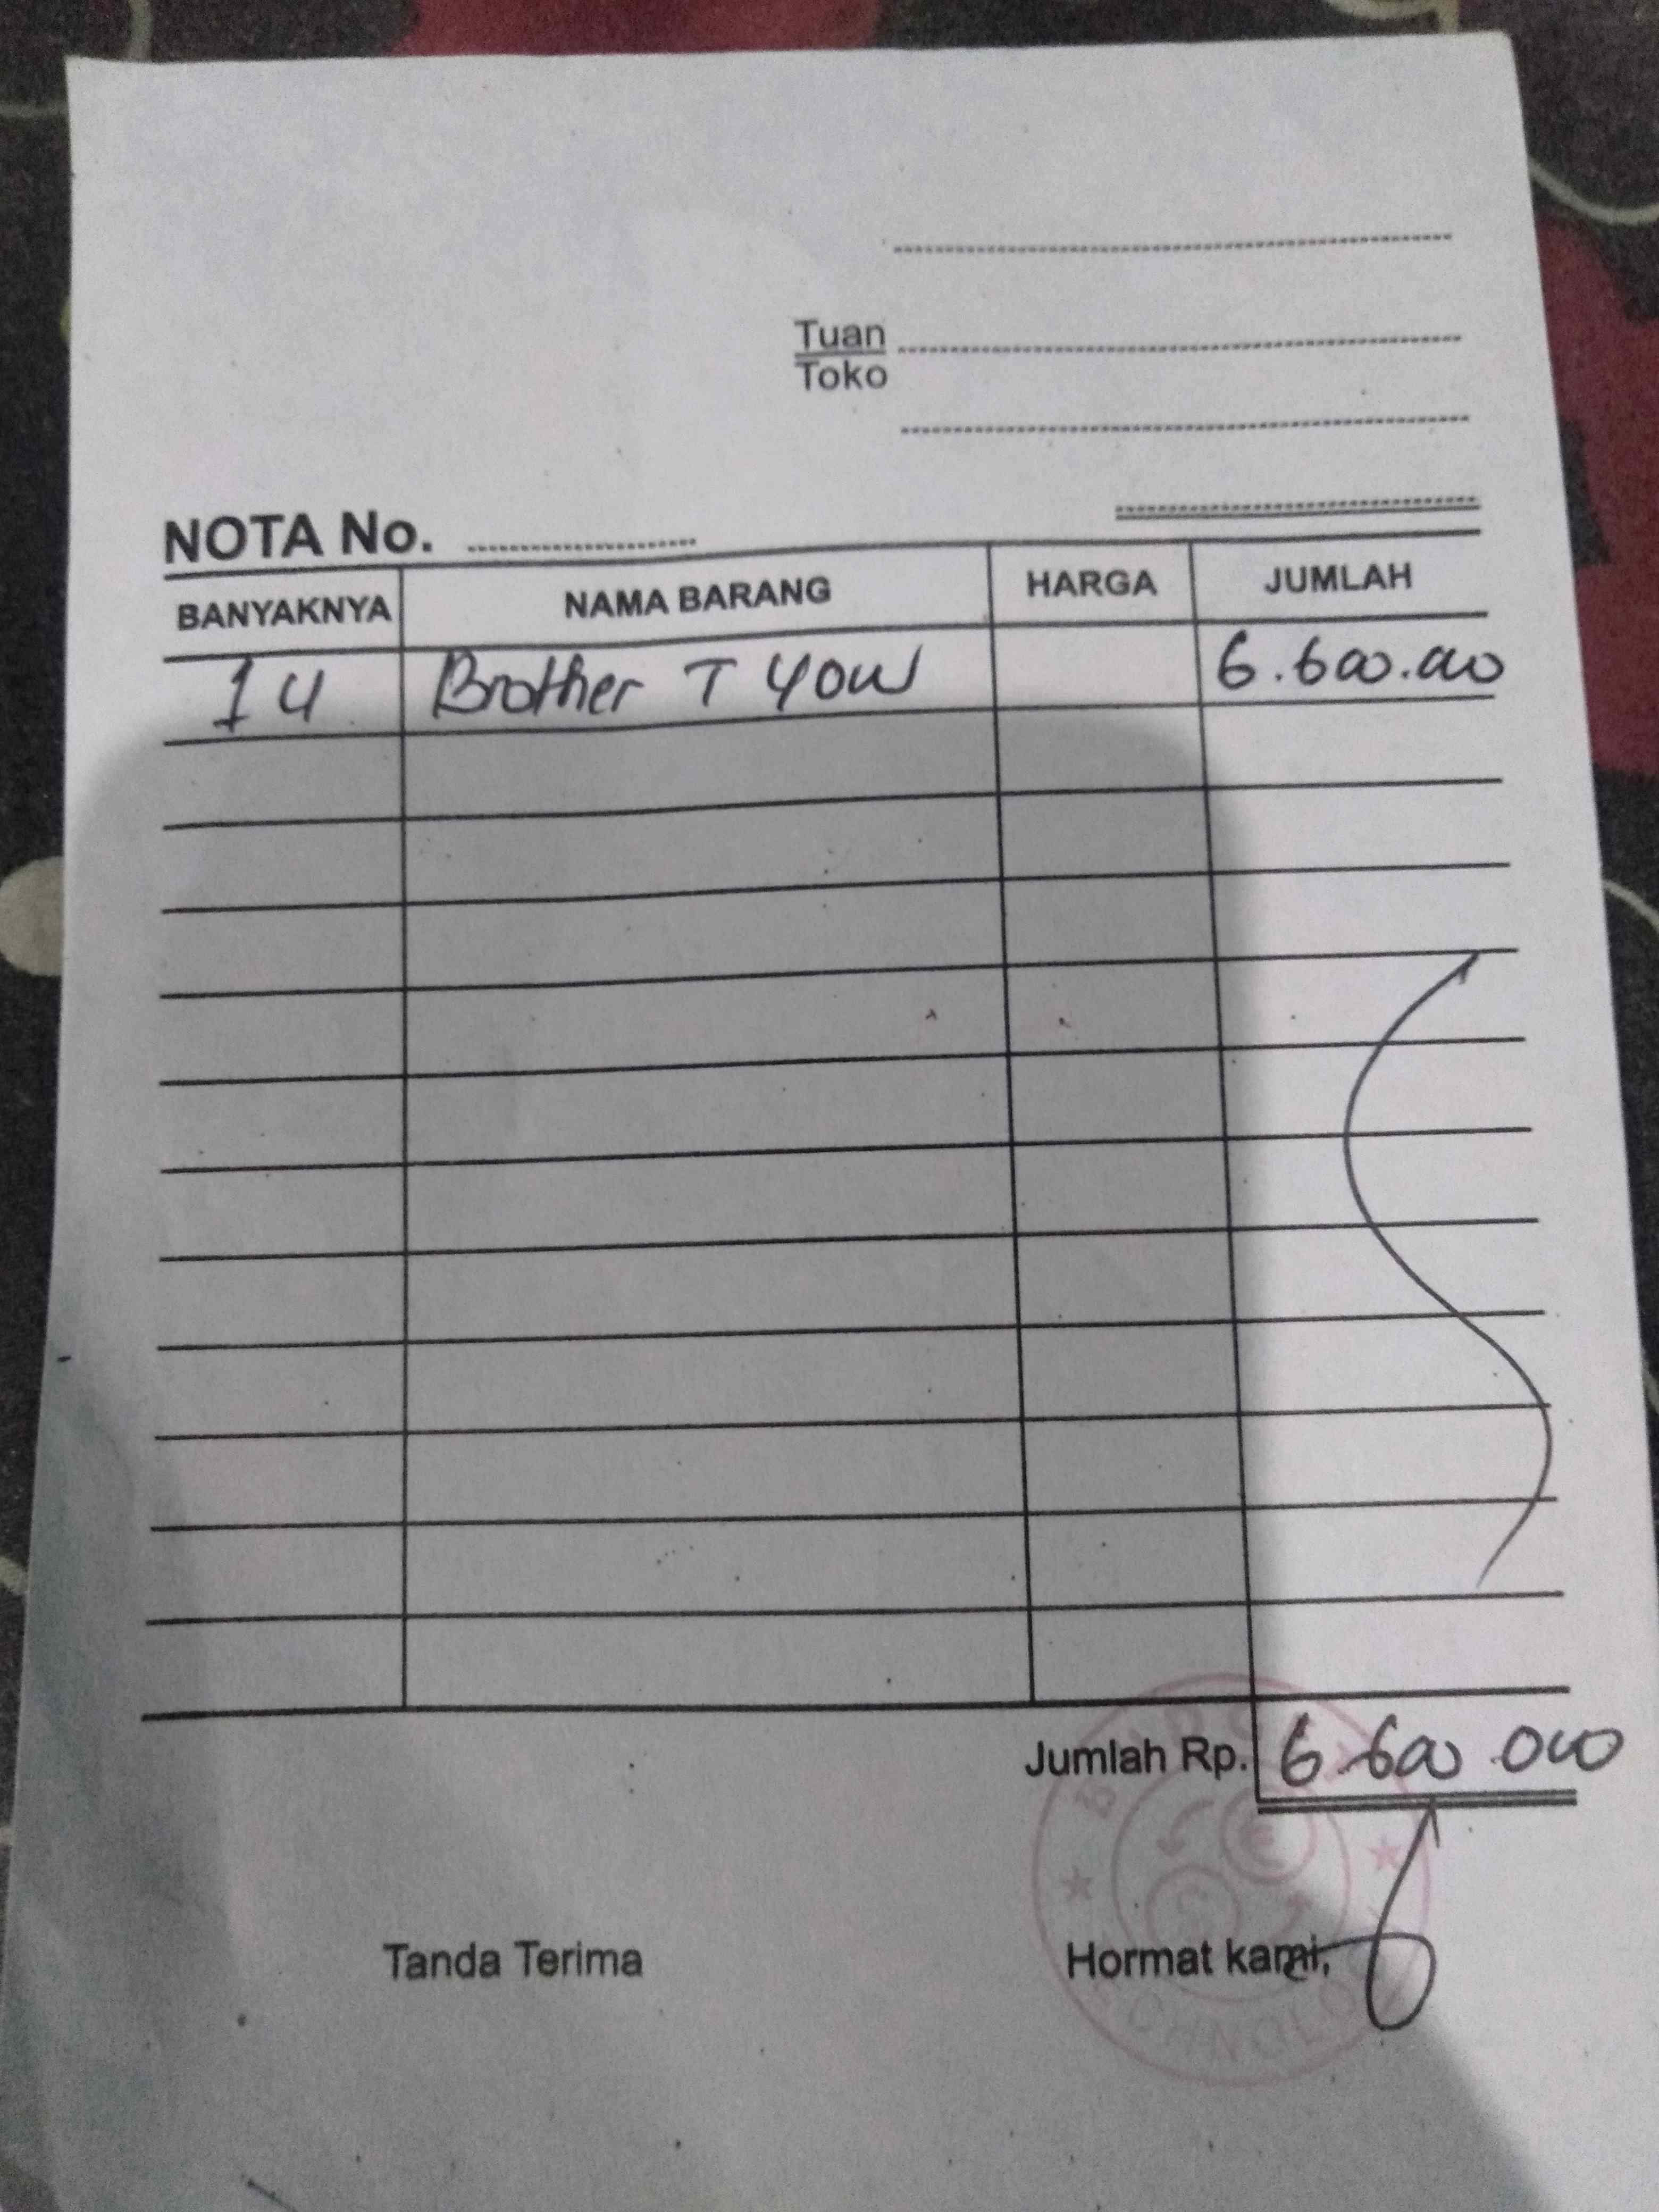 Tuan
Toko
NOTA No.
BANYAKNYA NAMA BARANG HARGA JUMLAH
1 U Brother T 40W 6.600.000
Jumlah Rp. 6.600.000
Tanda Terima Hormat kami,